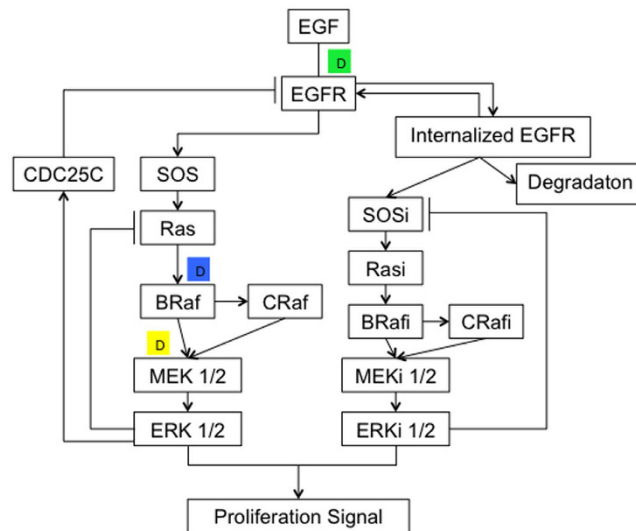 EGF
D
EGFR
Internalized EGFR
CDC25C
SOS
Degradaton
SOSi
Ras
Rasi
D
BRaf
CRaf
BRafi
CRafi
D
MEK 1/2
MEKi 1/2
ERK 1/2
ERKi 1/2
Proliferation Signal